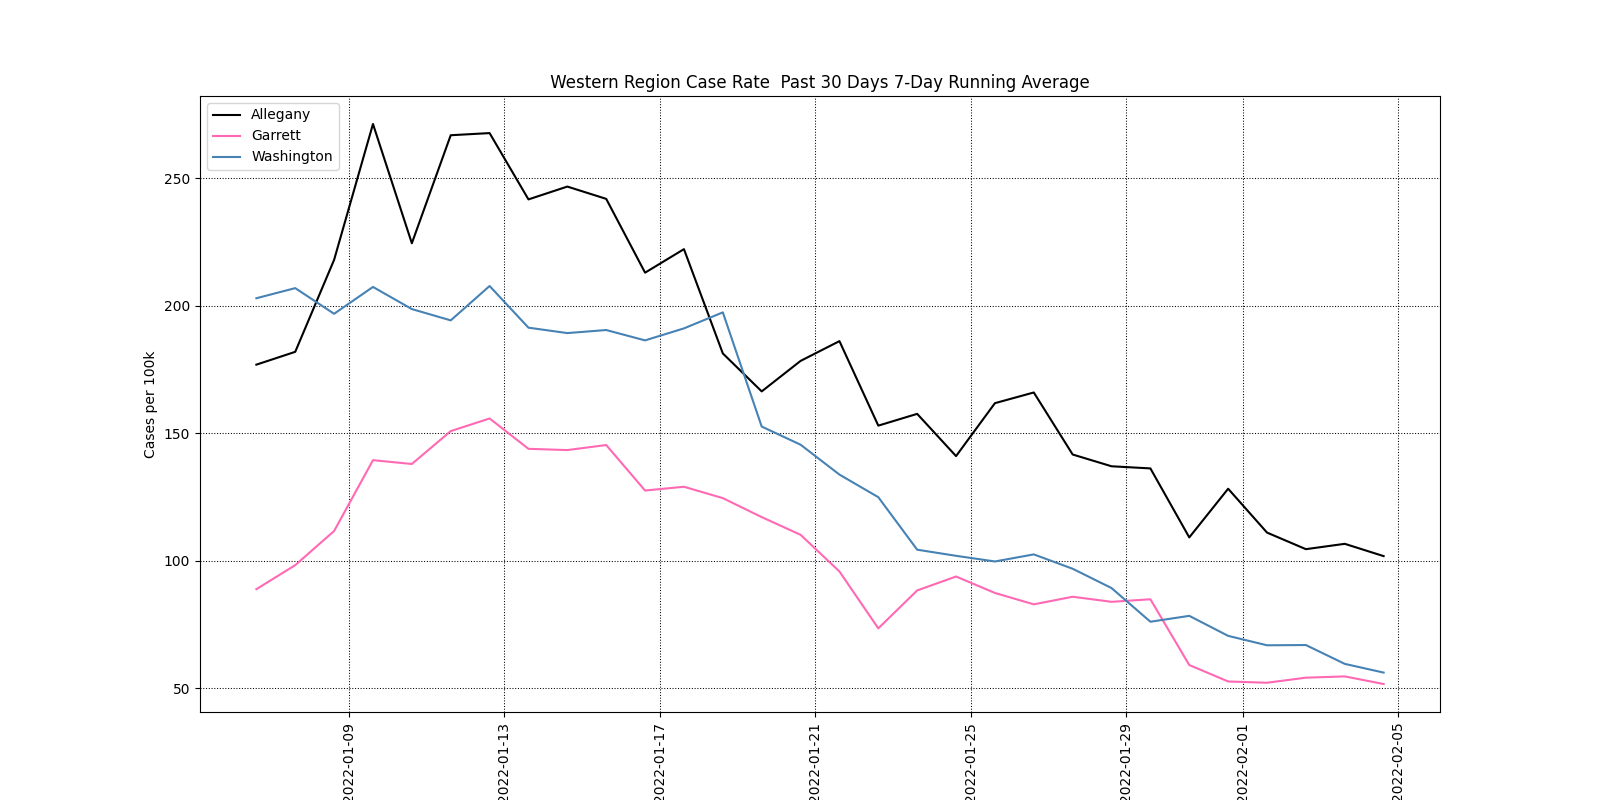 Western Region Case Rate  Past 30 Days 7-Day Running Average
Allegany
Garrett
Washington
Cases per 100k
250
200
150
100
50
2022-01-09
2022-01-13
2022-01-17
2022-01-21
2022-01-25
2022-01-29
2022-02-01
2022-02-05